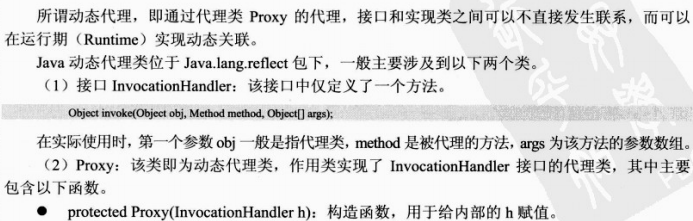 所谓动态代理，即通过代理类 Proxy 的代理，接口和实现类之间可以不直接发生联系，而可以
在运行期（Runtime）实现动态关联。
Java 动态代理类位于 Java.lang.reflect 包下，一般主要涉及到以下两个类。
（1）接口 InvocationHandler：该接口中仅定义了一个方法。
Object invoke(Object obj, Method method, Object[] args);
在实际使用时，第一个参数 obj 一般是指代理类，method 是被代理的方法，args 为该方法的参数数组。
（2）Proxy：该类即为动态代理类，作用类实现了 InvocationHandler 接口的代理类，其中主要
包含以下函数。
● protected Proxy(InvocationHandler h)：构造函数，用于给内部的 h 赋值。